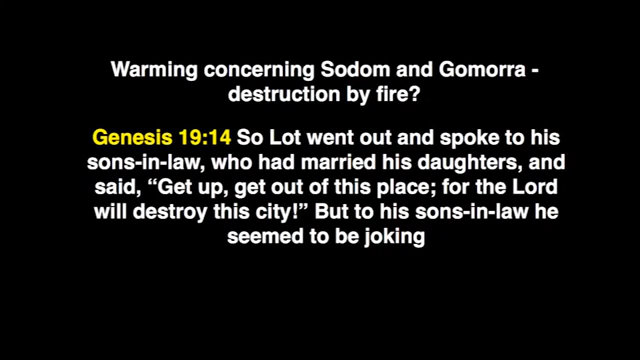 Warming concerning Sodom and Gomorra -
destruction by fire?
Genesis 19:14 So Lot went out and spoke to his
sons-in-law, who had married his daughters, and
said, “Get up, get out of this place; for the Lord
will destroy this city!” But to his sons-in-law he
seemed to be joking